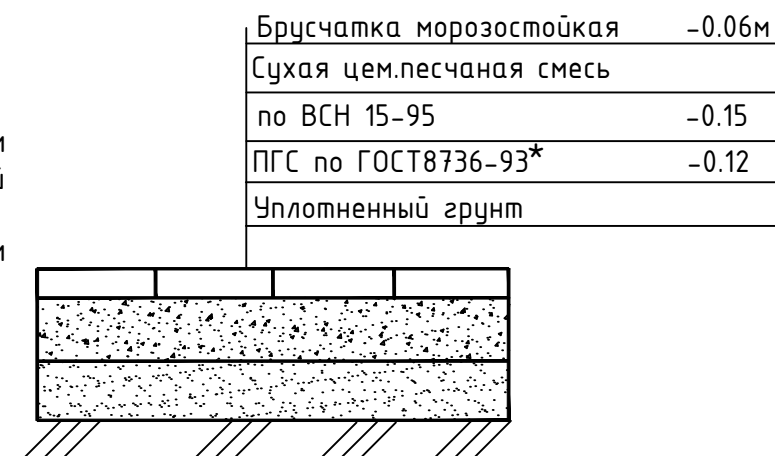 Брусчатка морозостойкая -0.06м
Сухая цем.песчаная смесь
по ВСН 15-95 -0.15
ПГС по ГОСТ8736-93* -0.12
Уплотненный грунт